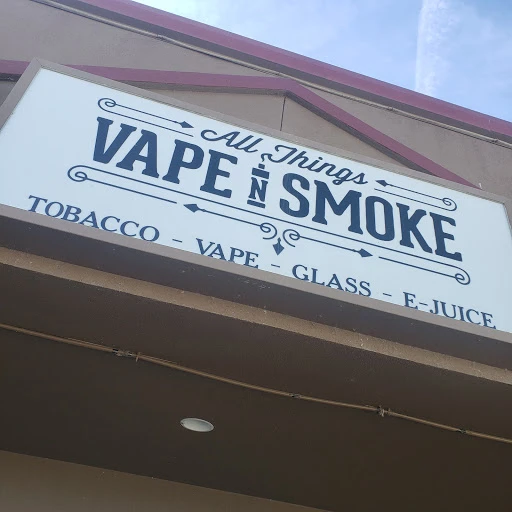 All Things
VAPE N SMOKE
TOBACCO - VAPE - GLASS - E-JUICE